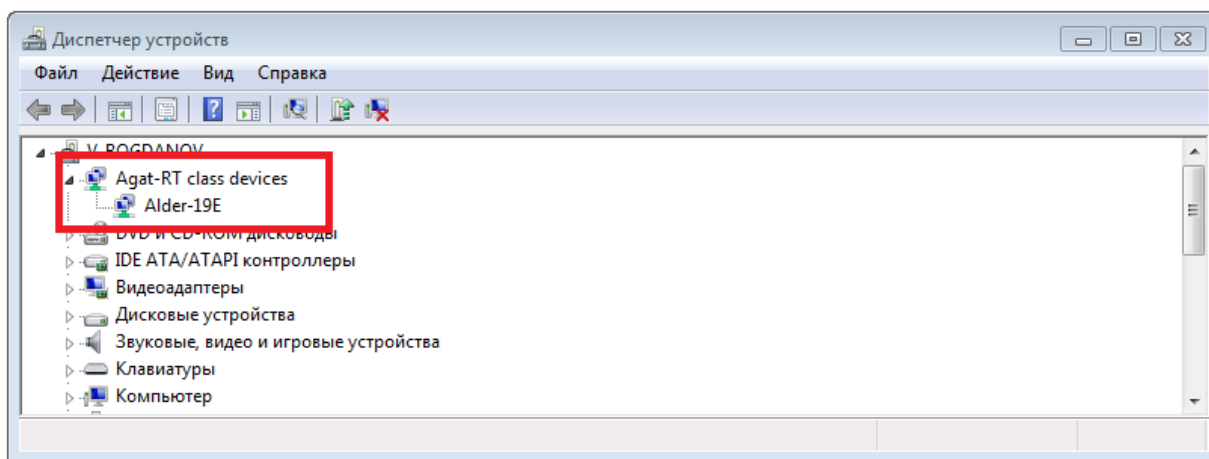 Диспетчер устройств
Файл Действие Вид Справка
V_BOGDANOV
Agat-RT class devices
Alder-19E
DVD и CD-ROM дисководы
IDE ATA/ATAPI контроллеры
Видеоадаптеры
Дисковые устройства
Звуковые, видео и игровые устройства
Клавиатуры
Компьютер